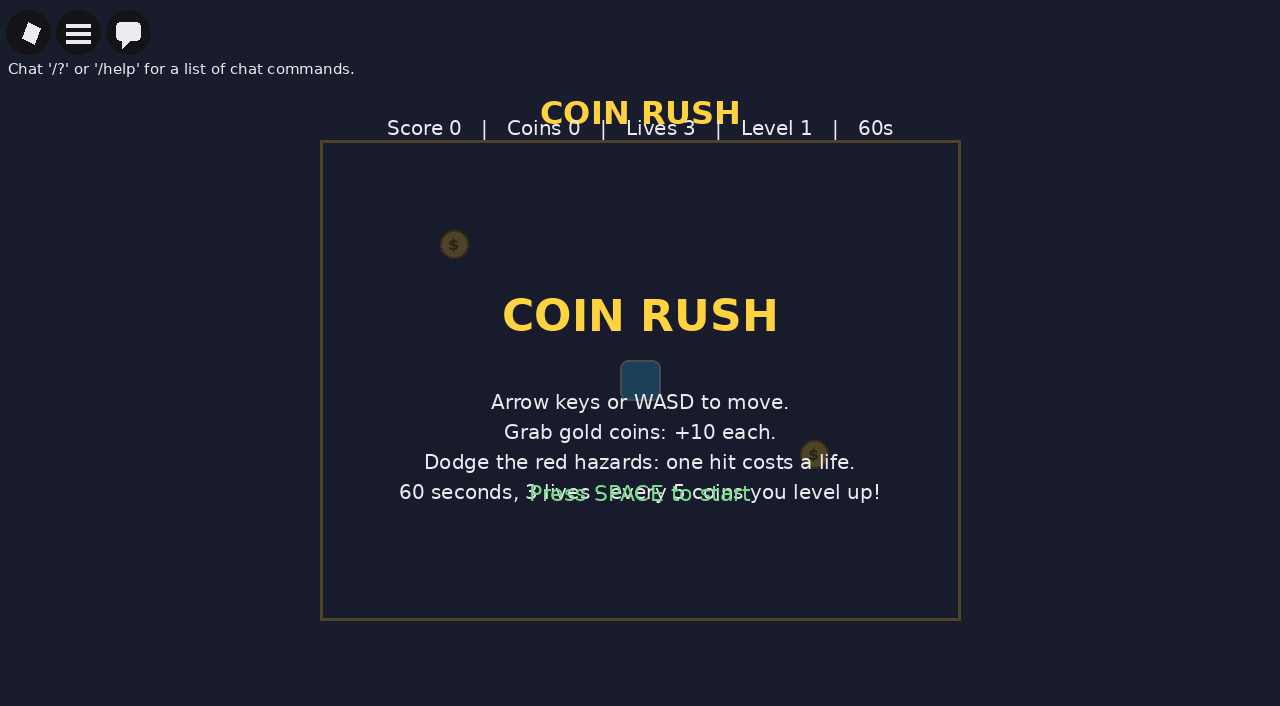 Chat '/?' or '/help' for a list of chat commands.
COIN RUSH
Score 0 | Coins 0 | Lives 3 | Level 1 | 60s
$
COIN RUSH
Arrow keys or WASD to move.
Grab gold coins: +10 each.
$
Dodge the red hazards: one hit costs a life.
60 seconds, 3 lives - every 5 coins you level up!
Press SPACE to start